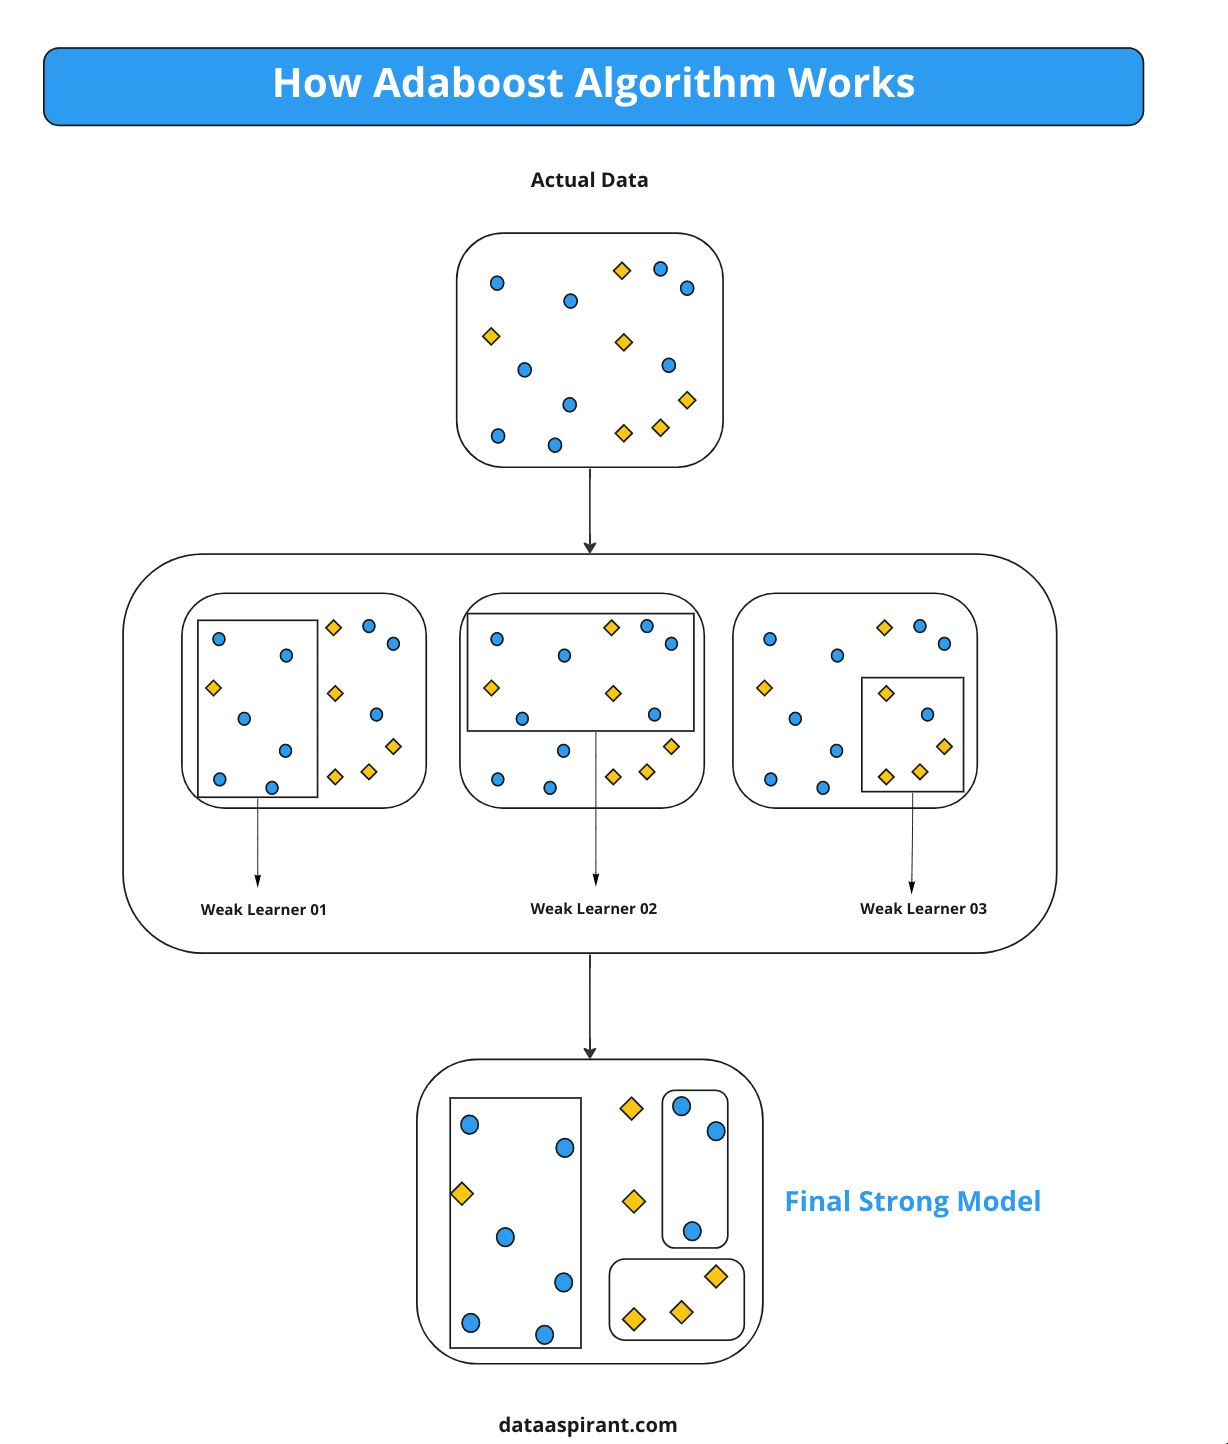 How Adaboost Algorithm Works
Actual Data
Weak Learner 01
Weak Learner 02
Weak Learner 03
Final Strong Model
dataaspirant.com